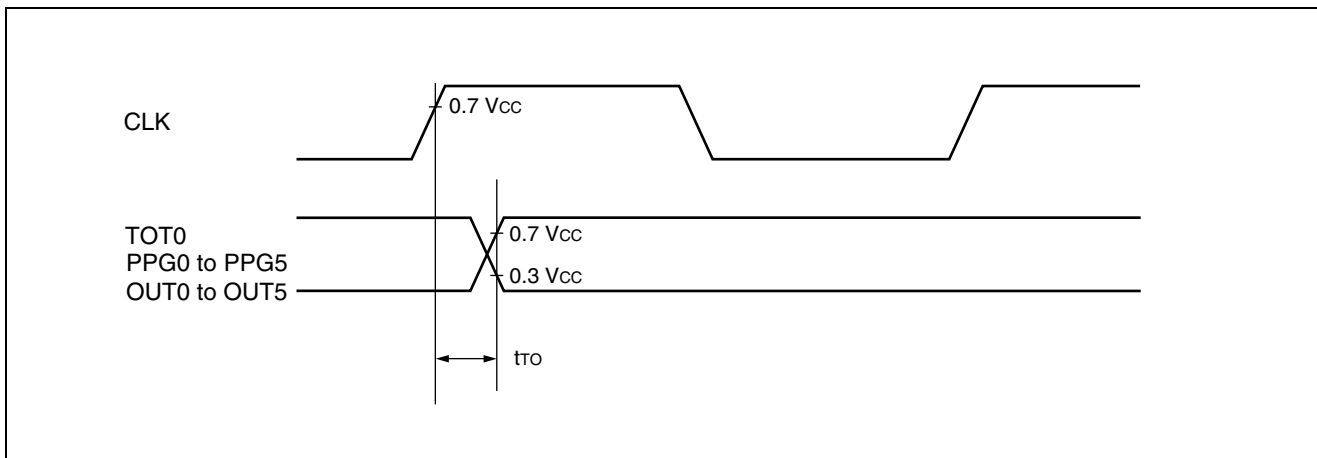 CLK
0.7 VCC
TOT0
PPG0 to PPG5
OUT0 to OUT5
0.7 VCC
0.3 VCC
tTO